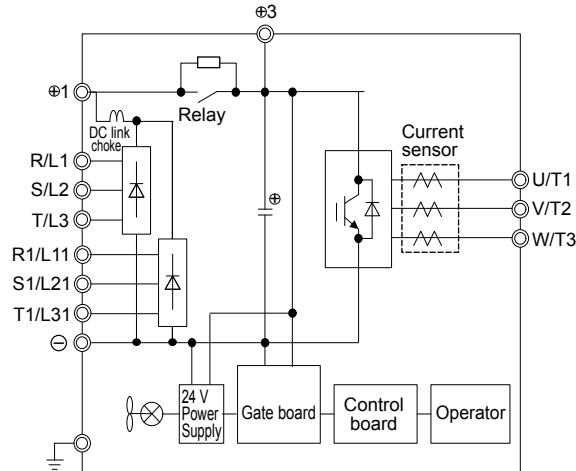 ⊕3
⊕1
Relay
DC link
choke
Current
sensor
R/L1
S/L2
T/L3
U/T1
V/T2
W/T3
⊕
R1/L11
S1/L21
T1/L31
⊖
24 V
Power
Supply
Gate board
Control
board
Operator